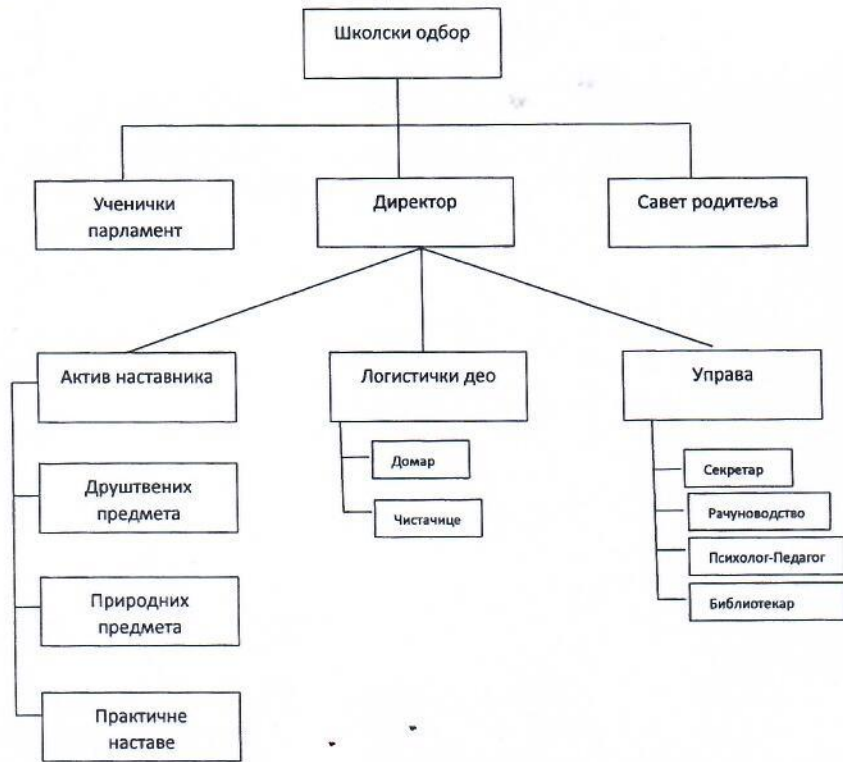 Школски одбор
Ученички
парламент
Директор
Савет родитеља
Актив наставника
Логистички део
Управа
Домар
Чистачице
Секретар
Рачуноводство
Психолог-Педагог
Библиотекар
Друштвених
предмета
Природних
предмета
Практичне
наставе